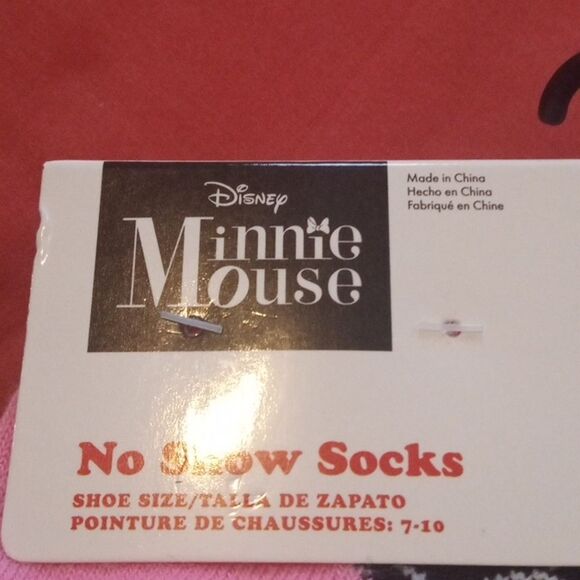 Disney
Minnie
Mouse
Made in China
Hecho en China
Fabriqué en Chine
No Show Socks
SHOE SIZE/TALLA DE ZAPATO
POINTURE DE CHAUSSURES: 7-10